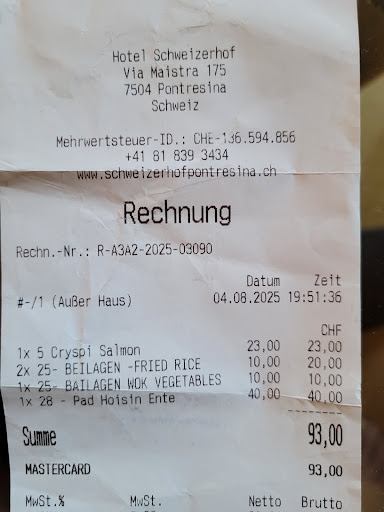 Hotel Schweizerhof
Via Maistra 175
7504 Pontresina
Schweiz
Mehrwertsteuer-ID.: CHE-136.594.856
+41 81 839 3434
www.schweizerhofpontresina.ch
Rechnung
Rechn.-Nr.: R-A3A2-2025-03090
Datum Zeit
#-/1 (Außer Haus) 04.08.2025 19:51:36
CHF
1x 5 Cryspi Salmon 23,00 23,00
2x 25- BEILAGEN -FRIED RICE 10,00 20,00
1x 25- BAILAGEN WOK VEGETABLES 10,00 10,00
1x 28 - Pad Hoisin Ente 40,00 40,00
Summe 93,00
MASTERCARD 93,00
MwSt.% MwSt. Netto Brutto